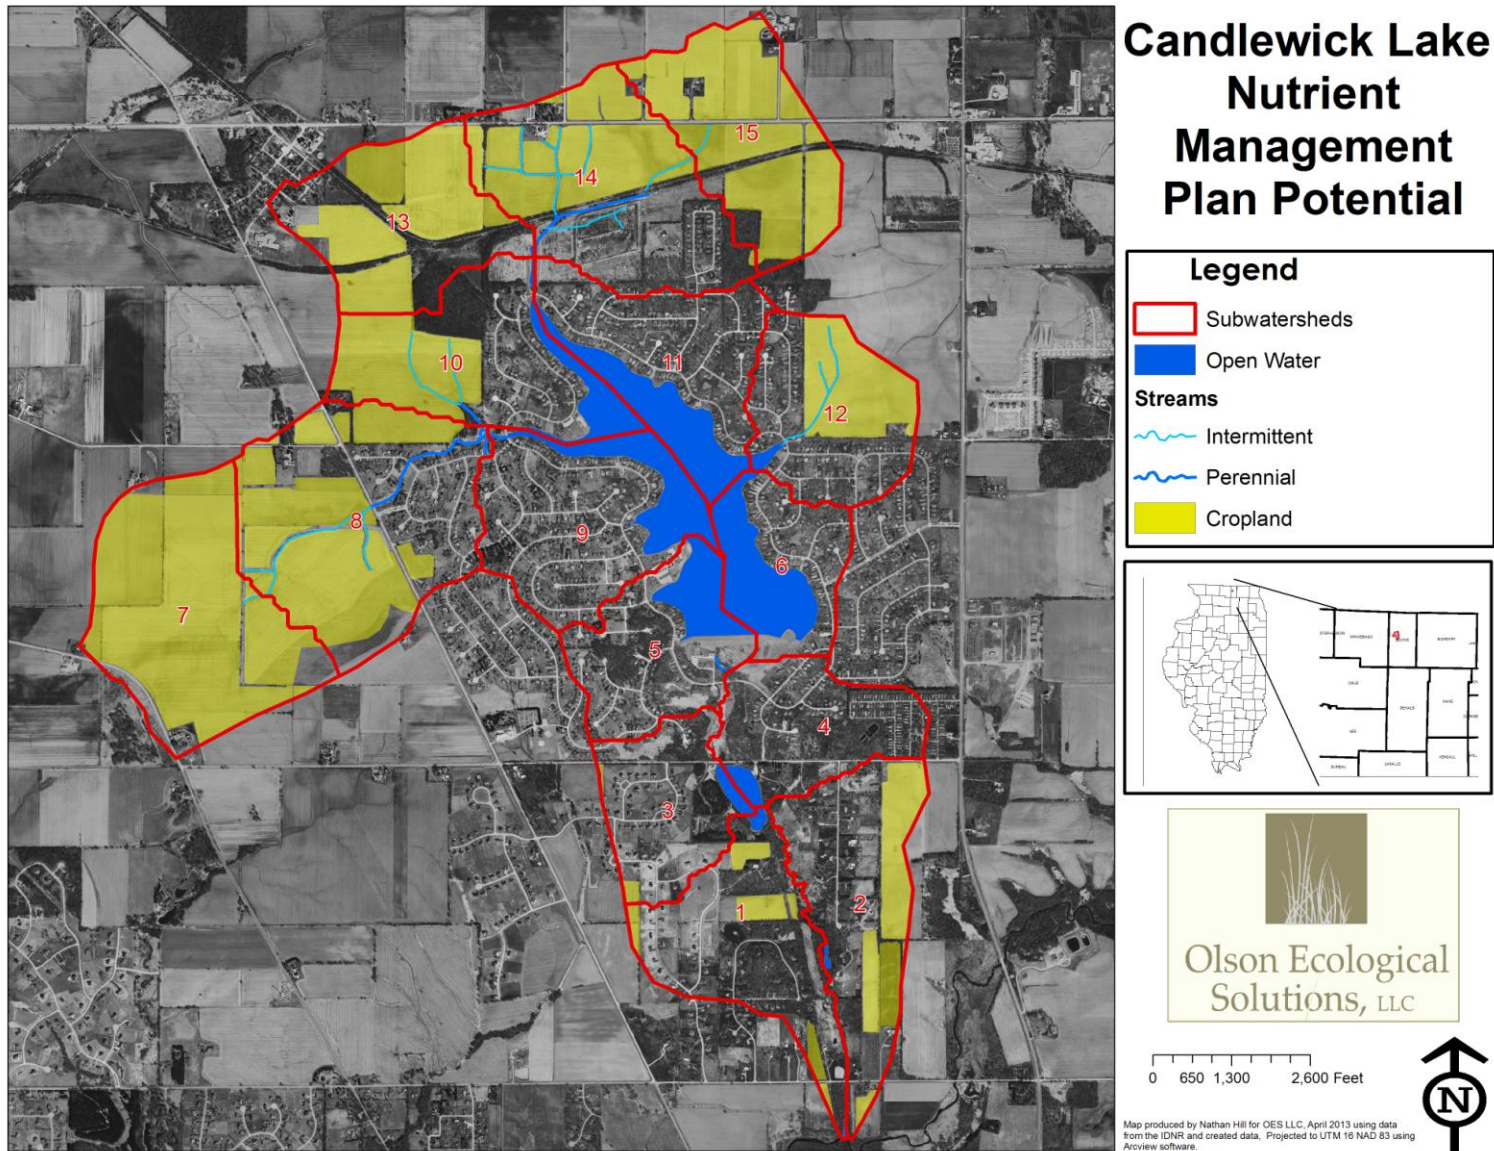 Candlewick Lake
Nutrient
Management
Plan Potential
Legend
Subwatersheds
Open Water
Streams
Intermittent
Perennial
Cropland
15
14
13
11
10
12
8
9
6
7
5
4
3
1
2
Olson Ecological
Solutions, LLC
0 650 1,300 2,600 Feet
N
Map produced by Nathan Hill for OES LLC, April 2013 using data
from the IDNR and created data, Projected to UTM 16 NAD 83 using
Arcview software.